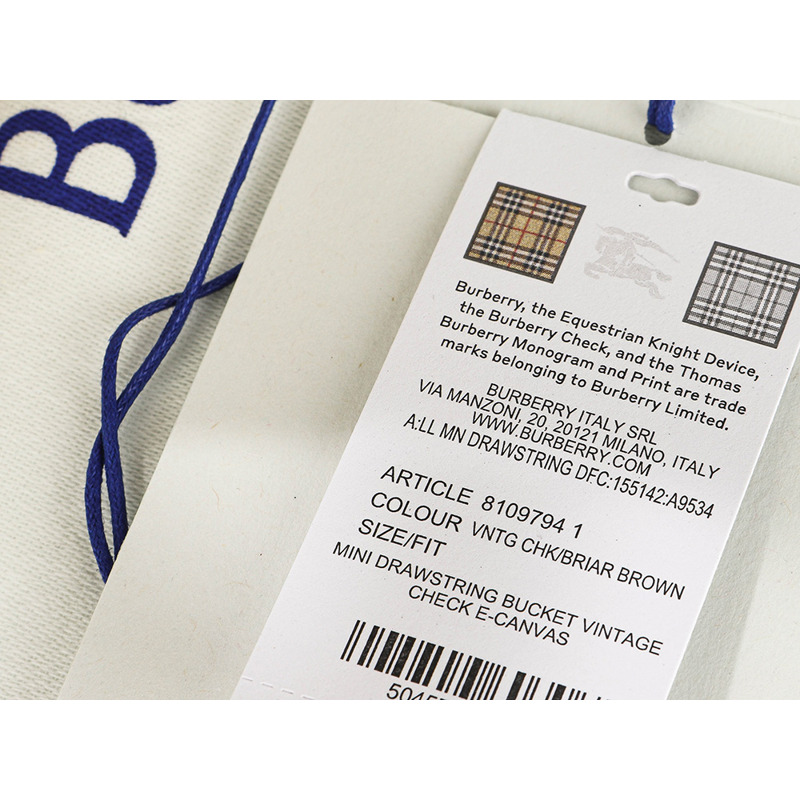 B
Burberry, the Equestrian Knight Device,
the Burberry Check, and the Thomas
Burberry Monogram and Print are trade
marks belonging to Burberry Limited.
BURBERRY ITALY SRL
VIA MANZONI, 20, 20121 MILANO, ITALY
WWW.BURBERRY.COM
A:LL MN DRAWSTRING DFC:155142:A9534
ARTICLE 8109794 1
COLOUR VNTG CHK/BRIAR BROWN
SIZE/FIT
MINI DRAWSTRING BUCKET VINTAGE
CHECK E-CANVAS